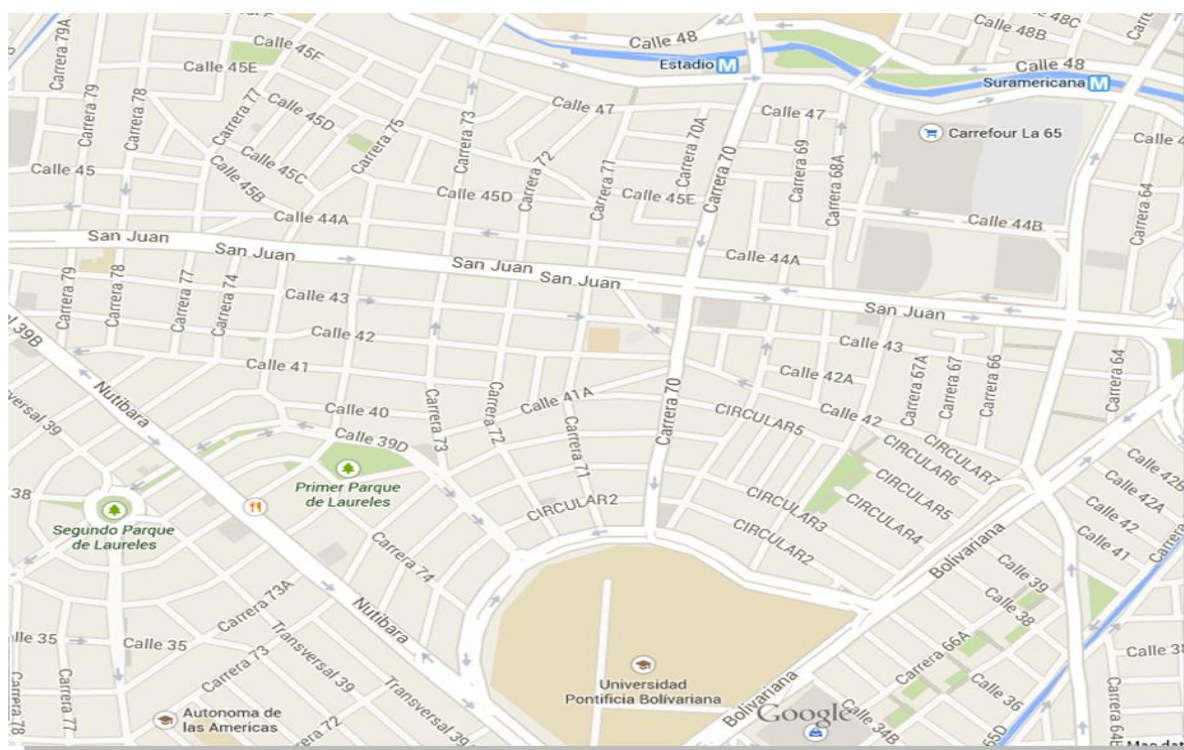 Carrera 79A
Calle 45F
Calle 48
Calle 48C
Calle 48B
Calle 45E
Estadio M
Calle 48
Suramericana M
Carrera 79
Carrera 78
Carrera 77
Calle 45D
Carrera 75
Carrera 73
Calle 47
Carrera 70A
Calle 47
Carrefour La 65
Calle 45
Calle 45C
Calle 45B
Carrera 72
Carrera 71
Carrera 70
Carrera 69
Carrera 68A
Calle 45D
Calle 45E
Carrera 64
Calle 44A
Calle 44B
San Juan
San Juan
San Juan
San Juan
Calle 44A
San Juan
Carrera 79
Carrera 78
Carrera 77
Carrera 74
Calle 43
Calle 42
Calle 43
39B
Calle 41
Calle 42A
Carrera 67A
Carrera 67
Carrera 66
Carrera 64
Nutibara
Transversal 39
Calle 40
Carrera 73
Carrera 72
Calle 41A
Carrera 70
CIRCULAR5
Calle 42
Calle 39D
Carrera 71
CIRCULAR7
CIRCULAR6
CIRCULAR5
CIRCULAR4
Calle 42B
Calle 42A
Calle 42
Calle 41
38
Primer Parque
de Laureles
CIRCULAR2
CIRCULAR3
CIRCULAR2
Segundo Parque
de Laureles
Carrera 74
Bolivariana
Calle 39
Calle 38
Carrera 73A
Nutibara
Calle 35
Carrera 73
Transversal 39
Carrera 66A
Universidad
Pontificia Bolivariana
Carrera 78
Carrera 77
Autonoma de
las Americas
Carrera 72
Bolivariana
Google
Calle 34B
Calle 36
65D
Carrera 64B